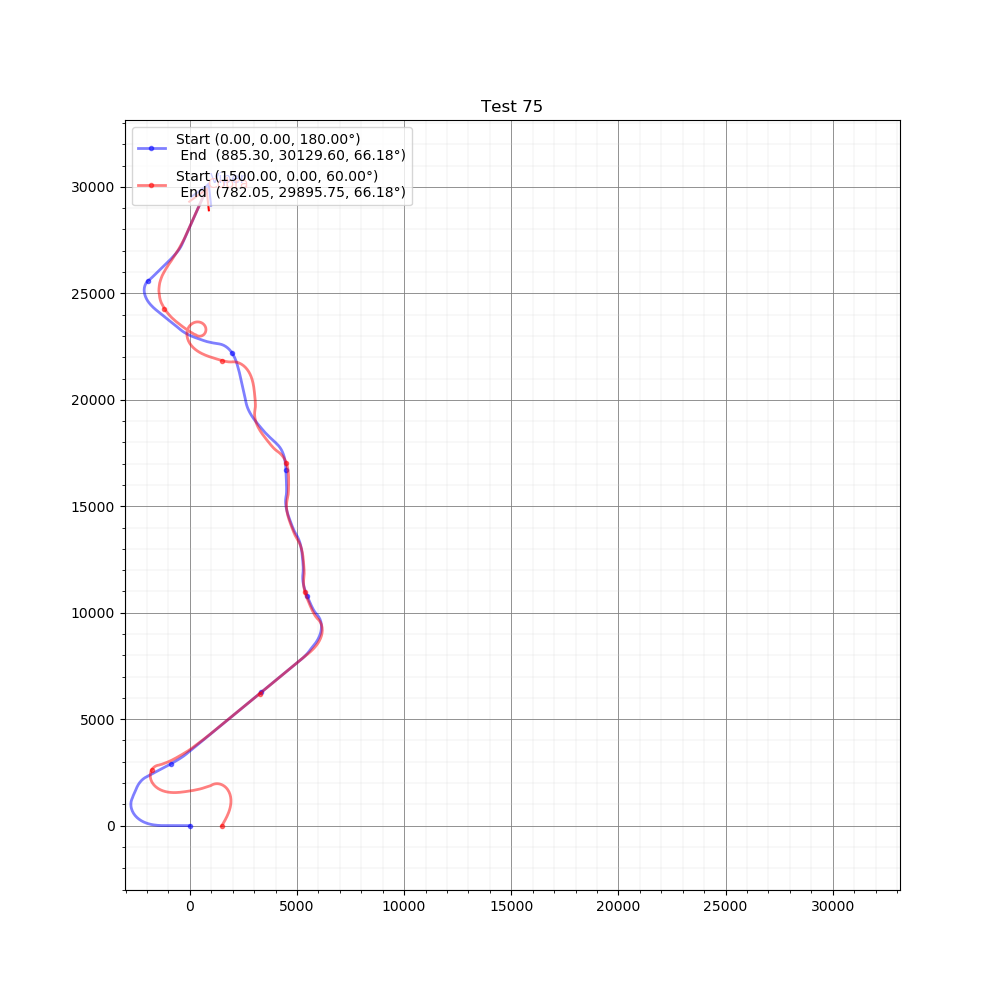 Test 75
Start (0.00, 0.00, 180.00°)
End (885.30, 30129.60, 66.18°)
Start (1500.00, 0.00, 60.00°)
End (782.05, 29895.75, 66.18°)
30000
25000
20000
15000
10000
5000
0
0 5000 10000 15000 20000 25000 30000